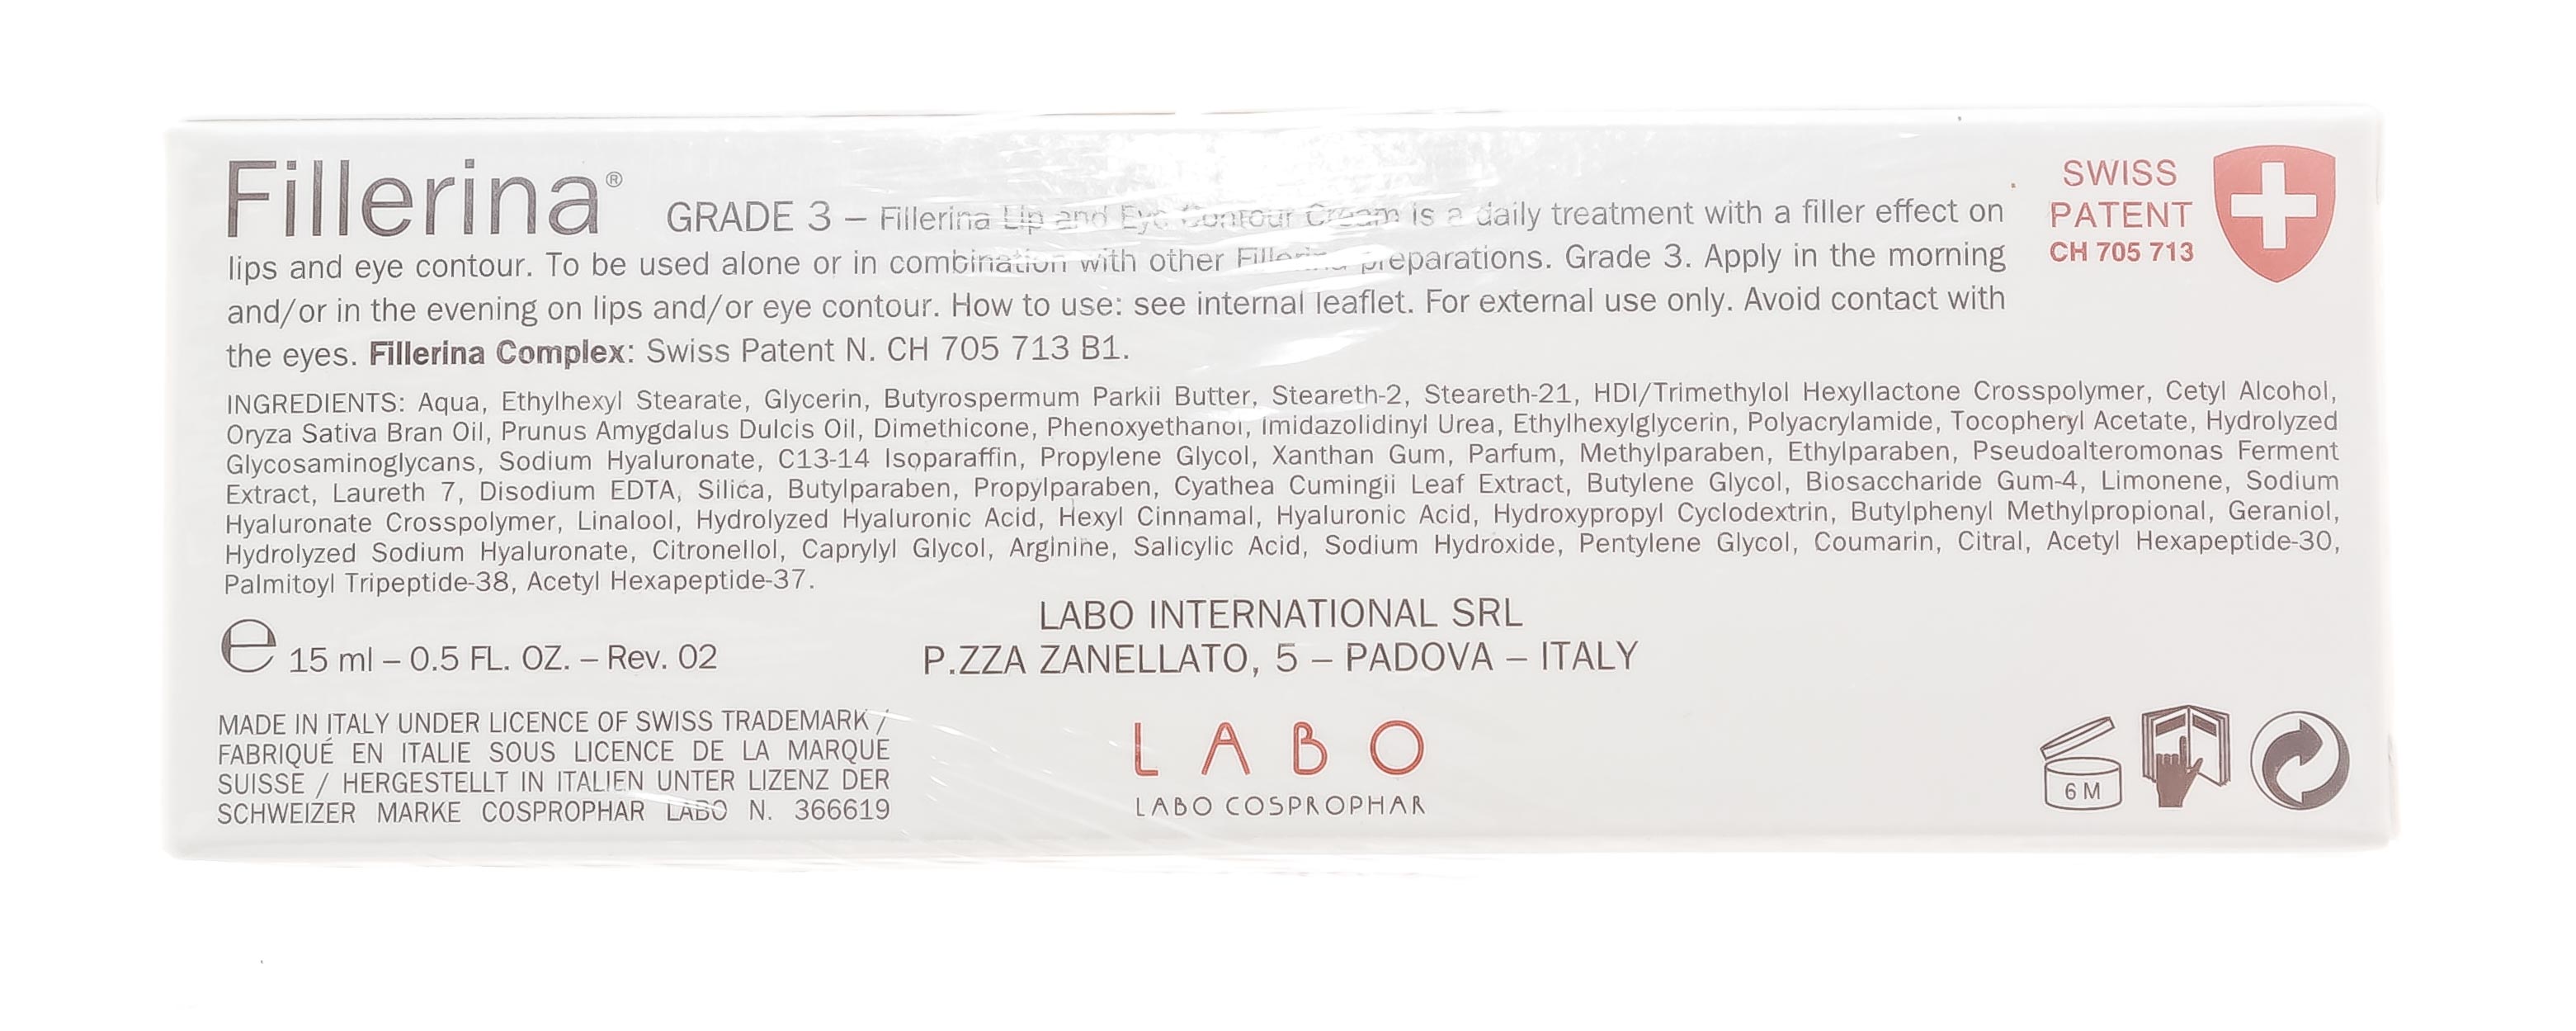 Fillerina® GRADE 3 – Fillerina Lip and Eye Contour Cream is a daily treatment with a filler effect on
lips and eye contour. To be used alone or in combination with other Fillerina preparations. Grade 3. Apply in the morning
and/or in the evening on lips and/or eye contour. How to use: see internal leaflet. For external use only. Avoid contact with
the eyes. Fillerina Complex: Swiss Patent N. CH 705 713 B1.
SWISS
PATENT
CH 705 713
INGREDIENTS: Aqua, Ethylhexyl Stearate, Glycerin, Butyrospermum Parkii Butter, Steareth-2, Steareth-21, HDI/Trimethylol Hexyllactone Crosspolymer, Cetyl Alcohol,
Oryza Sativa Bran Oil, Prunus Amygdalus Dulcis Oil, Dimethicone, Phenoxyethanol, Imidazolidinyl Urea, Ethylhexylglycerin, Polyacrylamide, Tocopheryl Acetate, Hydrolyzed
Glycosaminoglycans, Sodium Hyaluronate, C13-14 Isoparaffin, Propylene Glycol, Xanthan Gum, Parfum, Methylparaben, Ethylparaben, Pseudoalteromonas Ferment
Extract, Laureth 7, Disodium EDTA, Silica, Butylparaben, Propylparaben, Cyathea Cumingii Leaf Extract, Butylene Glycol, Biosaccharide Gum-4, Limonene, Sodium
Hyaluronate Crosspolymer, Linalool, Hydrolyzed Hyaluronic Acid, Hexyl Cinnamal, Hyaluronic Acid, Hydroxypropyl Cyclodextrin, Butylphenyl Methylpropional, Geraniol,
Hydrolyzed Sodium Hyaluronate, Citronellol, Caprylyl Glycol, Arginine, Salicylic Acid, Sodium Hydroxide, Pentylene Glycol, Coumarin, Citral, Acetyl Hexapeptide-30,
Palmitoyl Tripeptide-38, Acetyl Hexapeptide-37.
e 15 ml – 0.5 FL. OZ. – Rev. 02
LABO INTERNATIONAL SRL
P.ZZA ZANELLATO, 5 – PADOVA – ITALY
MADE IN ITALY UNDER LICENCE OF SWISS TRADEMARK /
FABRIQUÉ EN ITALIE SOUS LICENCE DE LA MARQUE
SUISSE / HERGESTELLT IN ITALIEN UNTER LIZENZ DER
SCHWEIZER MARKE COSPROPHAR LABO N. 366619
LABO
LABO COSPROPHAR
6 M